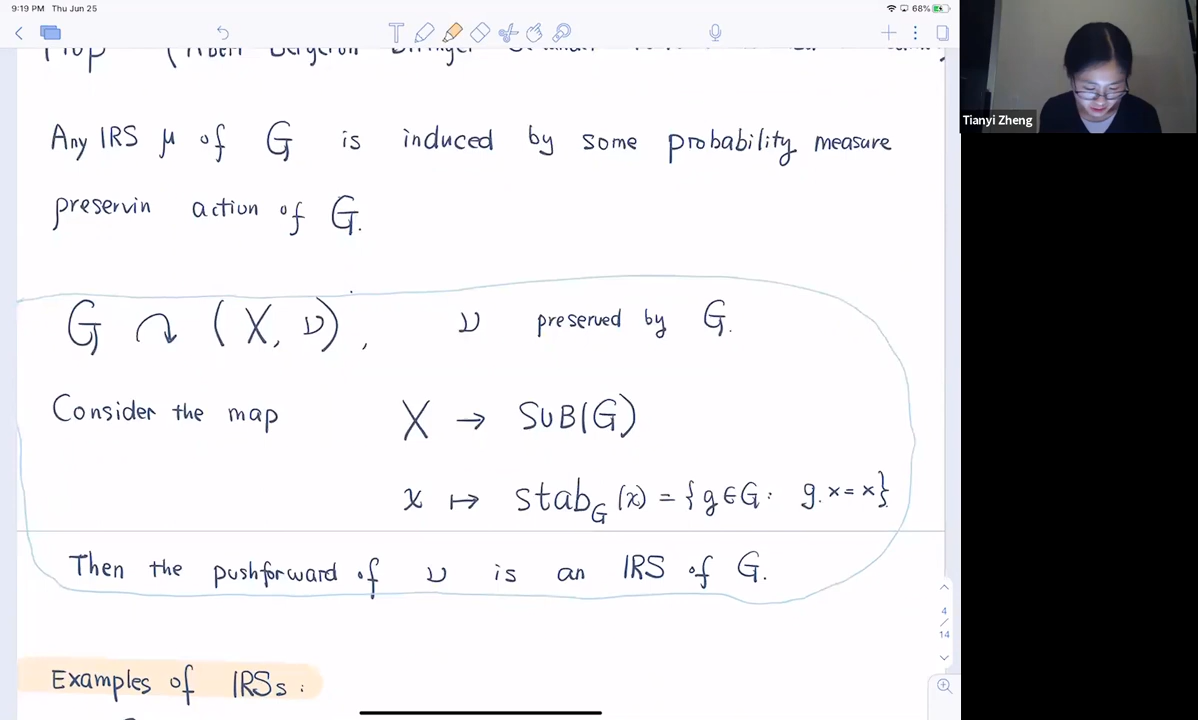 9:19 PM Thu Jun 25
68%
Any IRS μ of G is induced by some probability measure
preservin action of G.
G ↷ (X, ν), ν preserved by G.
Consider the map X → SUB(G)
x ↦ stab_G (x) = {g ∈ G: g.x = x}
Then the pushforward of ν is an IRS of G.
Examples of IRSs:
4
/
14
Tianyi Zheng